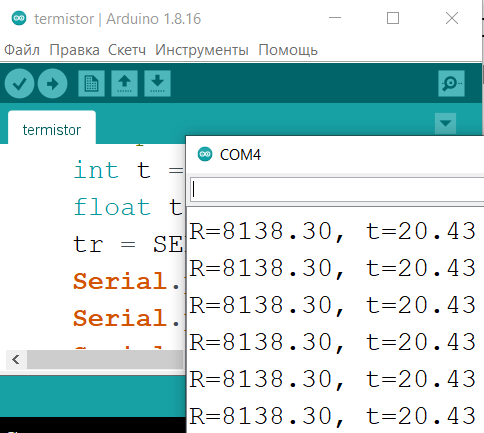 termistor | Arduino 1.8.16
Файл Правка Скетч Инструменты Помощь
termistor
COM4
int t =
float t
tr = SE
Serial.
Serial.
R=8138.30, t=20.43
R=8138.30, t=20.43
R=8138.30, t=20.43
R=8138.30, t=20.43
R=8138.30, t=20.43
R=8138.30, t=20.43